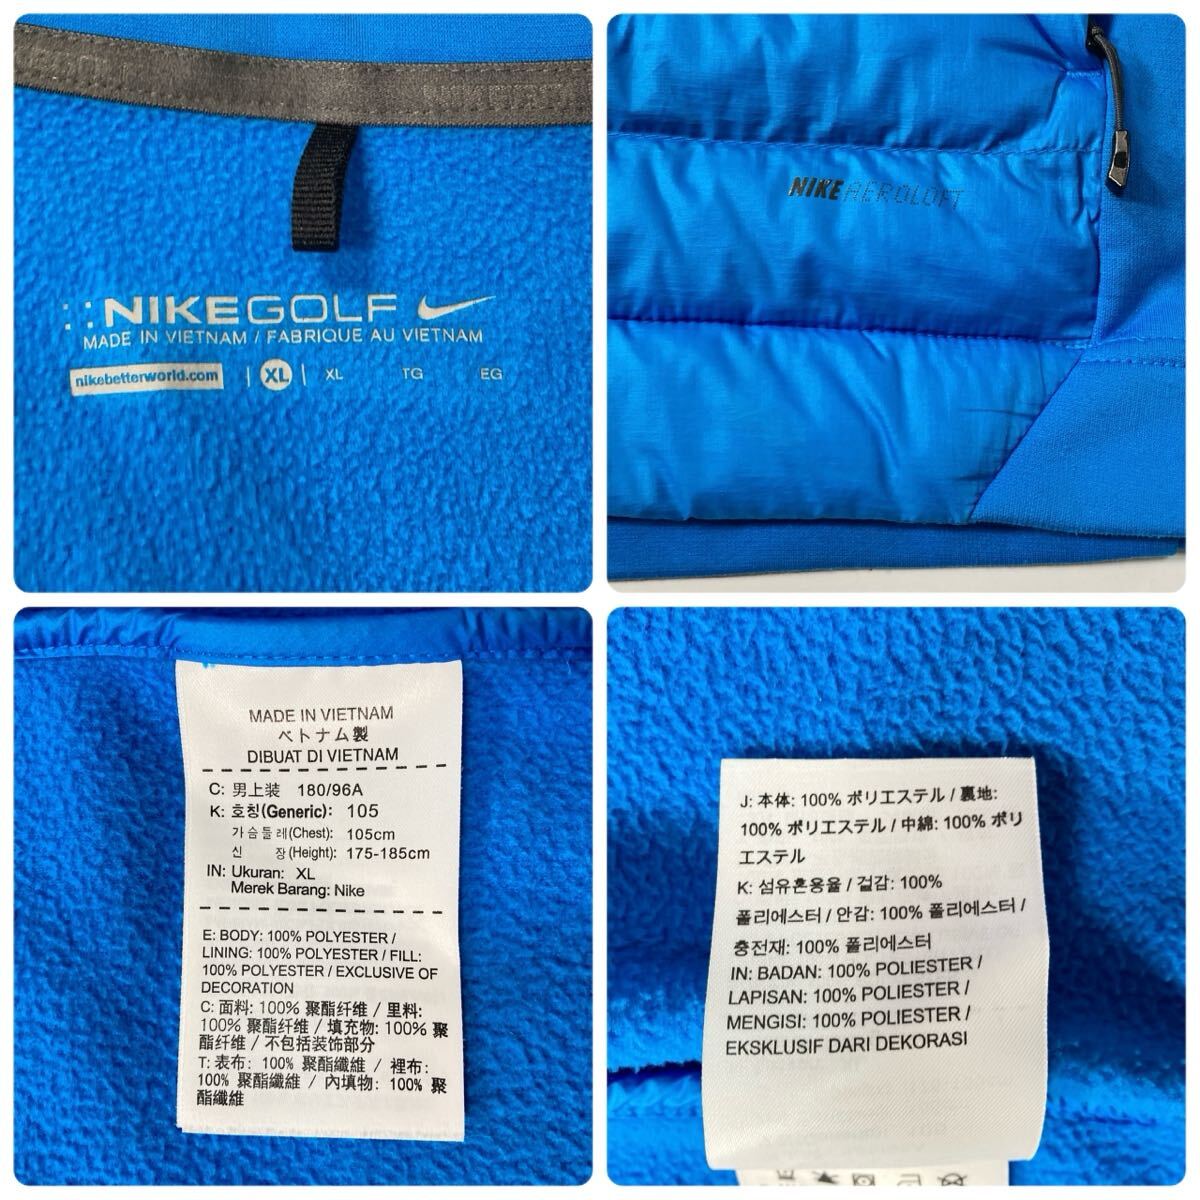 NIKEGOLF
MADE IN VIETNAM / FABRIQUE AU VIETNAM
nikebetterworld.com | XL | XL TG EG
NIKE AEROLOFT
MADE IN VIETNAM
ベトナム製
DIBUAT DI VIETNAM
C: 男上装 180/96A
K: 호칭(Generic): 105
가슴둘레(Chest): 105cm
신 장(Height): 175-185cm
IN: Ukuran: XL
Merek Barang: Nike
E: BODY: 100% POLYESTER /
LINING: 100% POLYESTER / FILL:
100% POLYESTER / EXCLUSIVE OF
DECORATION
C: 面料: 100% 聚酯纤维 / 里料:
100% 聚酯纤维 / 填充物: 100% 聚
酯纤维 / 不包括装饰部分
T: 表布: 100% 聚酯纖維 / 裡布:
100% 聚酯纖維 / 內填物: 100% 聚
酯纖維
J: 本体: 100% ポリエステル / 裏地:
100% ポリエステル / 中綿: 100% ポリ
エステル
K: 섬유혼용율 / 겉감: 100%
폴리에스터 / 안감: 100% 폴리에스터 /
충전재: 100% 폴리에스터
IN: BADAN: 100% POLIESTER /
LAPISAN: 100% POLIESTER /
MENGISI: 100% POLIESTER /
EKSKLUSIF DARI DEKORASI